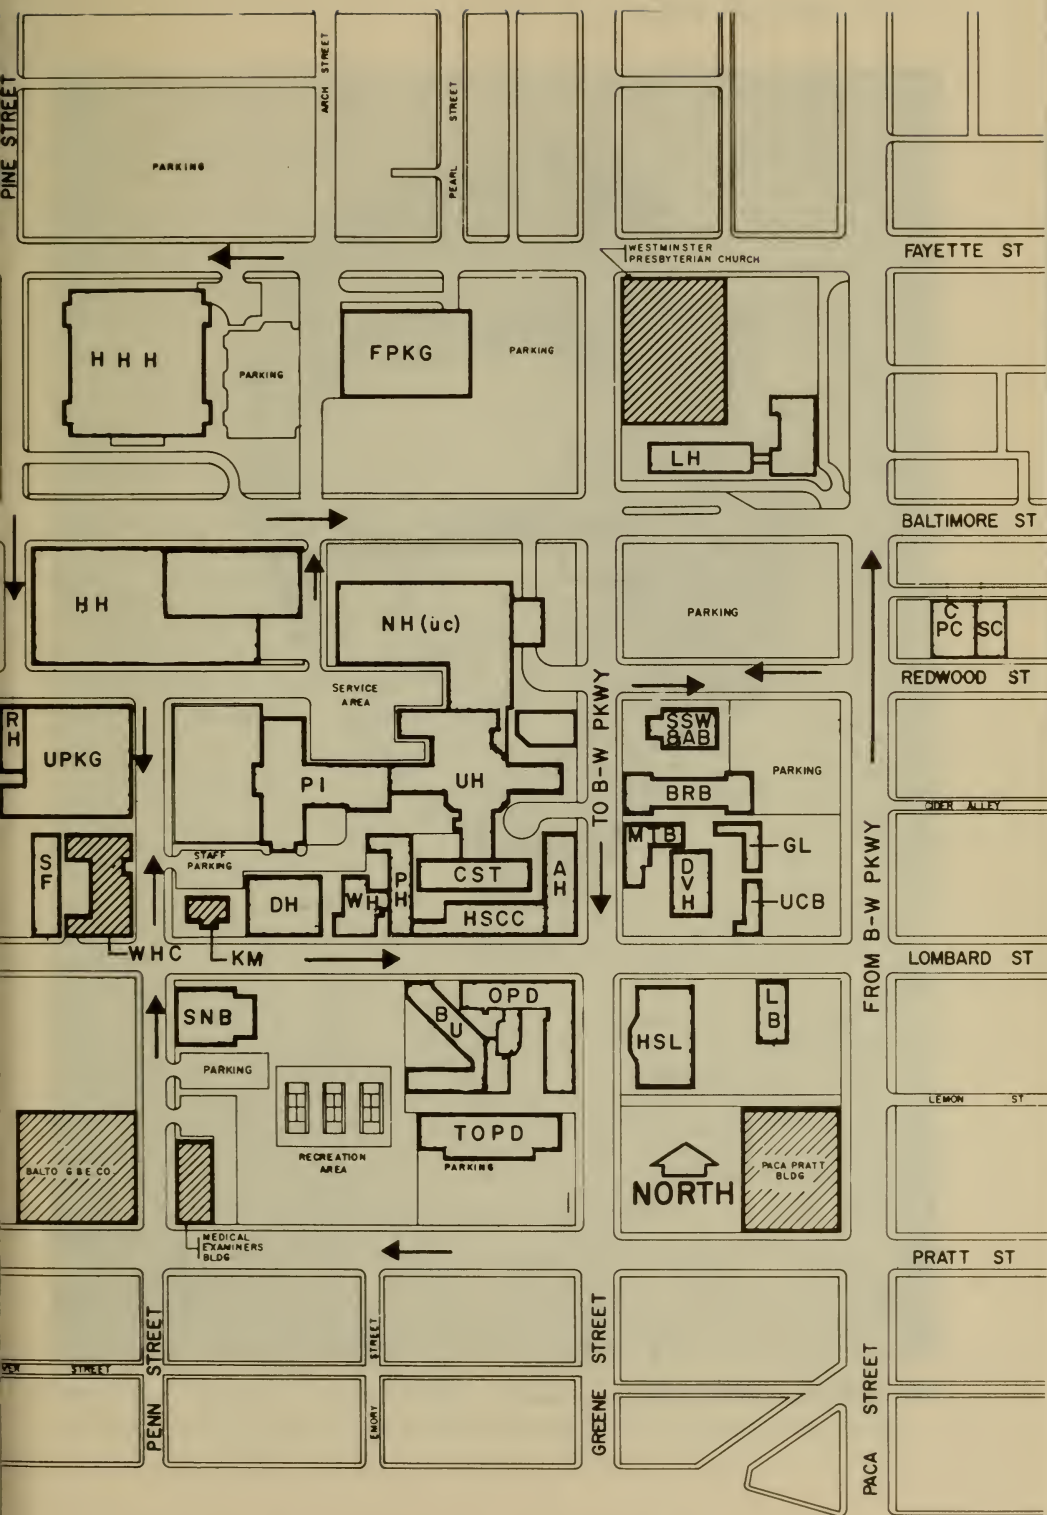 PINE STREET
ARCH STREET
PEARL STREET
PARKING
WESTMINSTER
PRESBYTERIAN CHURCH
FAYETTE ST
H H H
PARKING
FPKG
PARKING
LH
BALTIMORE ST
HH
NH (uc)
PARKING
C
PC
SC
REDWOOD ST
SERVICE
AREA
TO B-W PKWY
RH
UPKG
PI
UH
SSW
&AB
PARKING
BRB
CIDER ALLEY
MTB
GL
SF
STAFF
PARKING
DH
WH
PH
CST
AH
HSCC
DVH
UCB
WHC
KM
FROM B-W PKWY
LOMBARD ST
SNB
BU
OPD
HSL
LB
PARKING
LEMON ST
RECREATION
AREA
TOPD
PARKING
NORTH
BALTO G & E CO.
PACA PRATT
BLDG
MEDICAL
EXAMINERS
BLDG
PRATT ST
PENN STREET
EMORY STREET
GREENE STREET
PACA STREET
STREET